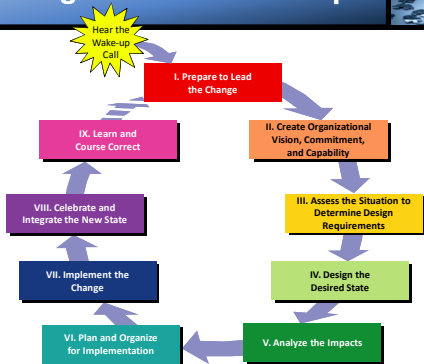 Hear the
Wake-up
Call
I. Prepare to Lead
the Change
II. Create Organizational
Vision, Commitment,
and Capability
III. Assess the Situation to
Determine Design
Requirements
IV. Design the
Desired State
V. Analyze the Impacts
VI. Plan and Organize
for Implementation
VII. Implement the
Change
VIII. Celebrate and
Integrate the New State
IX. Learn and
Course Correct